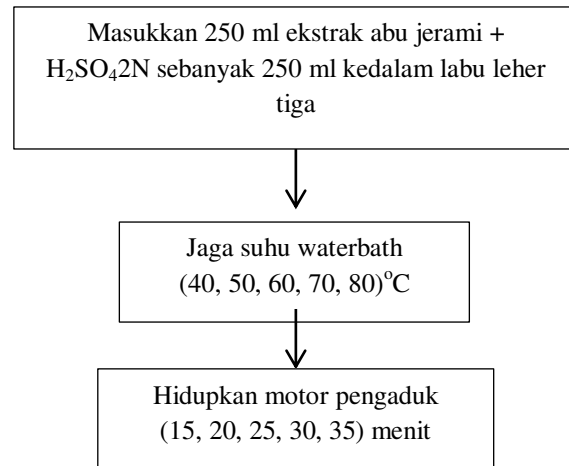 Masukkan 250 ml ekstrak abu jerami +
H₂SO₄2N sebanyak 250 ml kedalam labu leher
tiga
Jaga suhu waterbath
(40, 50, 60, 70, 80)⁰C
Hidupkan motor pengaduk
(15, 20, 25, 30, 35) menit